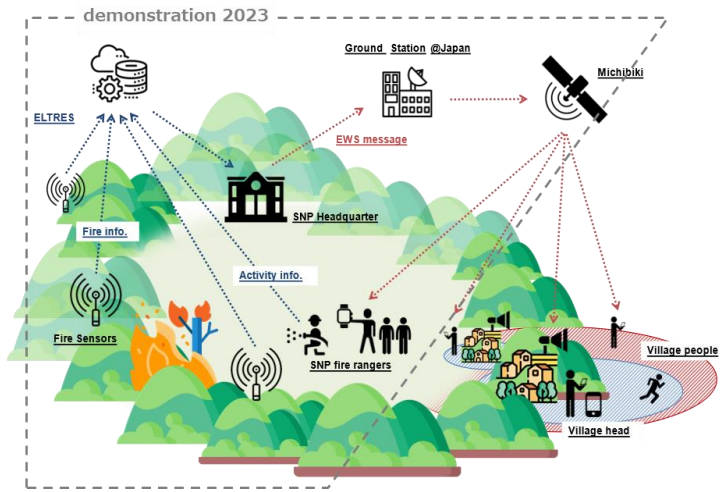 demonstration 2023
Ground Station @Japan
Michibiki
ELTRES
EWS message
SNP Headquarter
Fire info.
Activity info.
Fire Sensors
SNP fire rangers
Village people
Village head